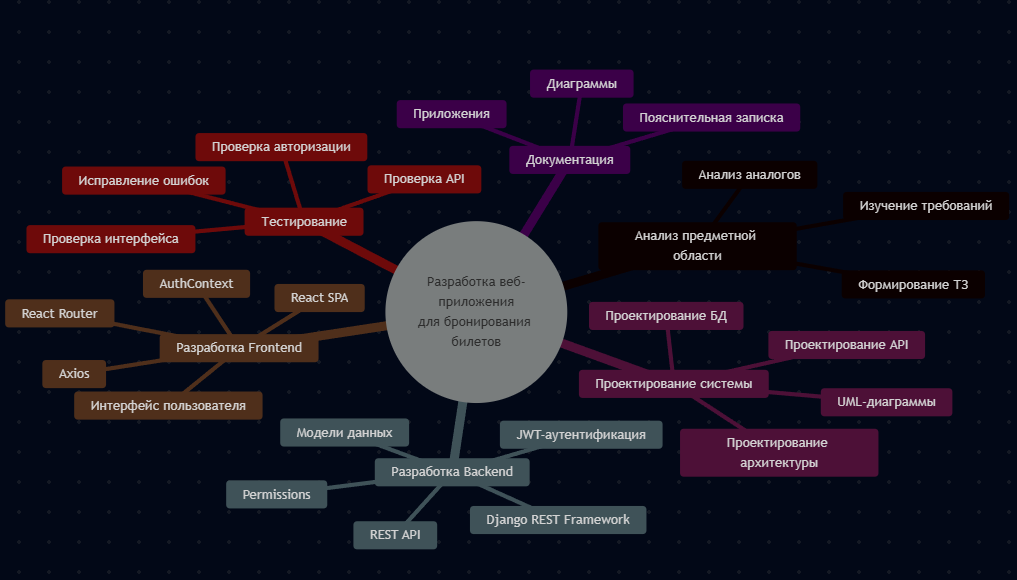 Диаграммы
Приложения
Пояснительная записка
Документация
Проверка авторизации
Исправление ошибок
Проверка API
Тестирование
Проверка интерфейса
Анализ аналогов
Изучение требований
Анализ предметной
области
Формирование ТЗ
Разработка веб-
приложения
для бронирования
билетов
AuthContext
React SPA
React Router
Разработка Frontend
Axios
Интерфейс пользователя
Проектирование БД
Проектирование API
Проектирование системы
UML-диаграммы
Проектирование
архитектуры
Модели данных
JWT-аутентификация
Разработка Backend
Permissions
Django REST Framework
REST API